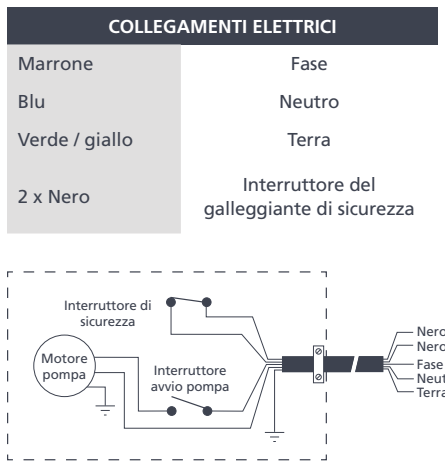 COLLEGAMENTI ELETTRICI
Marrone Fase
Blu Neutro
Verde / giallo Terra
2 x Nero Interruttore del
galleggiante di sicurezza
Interruttore di
sicurezza
Motore
pompa
Interruttore
avvio pompa
Nero
Nero
Fase
Neut
Terra